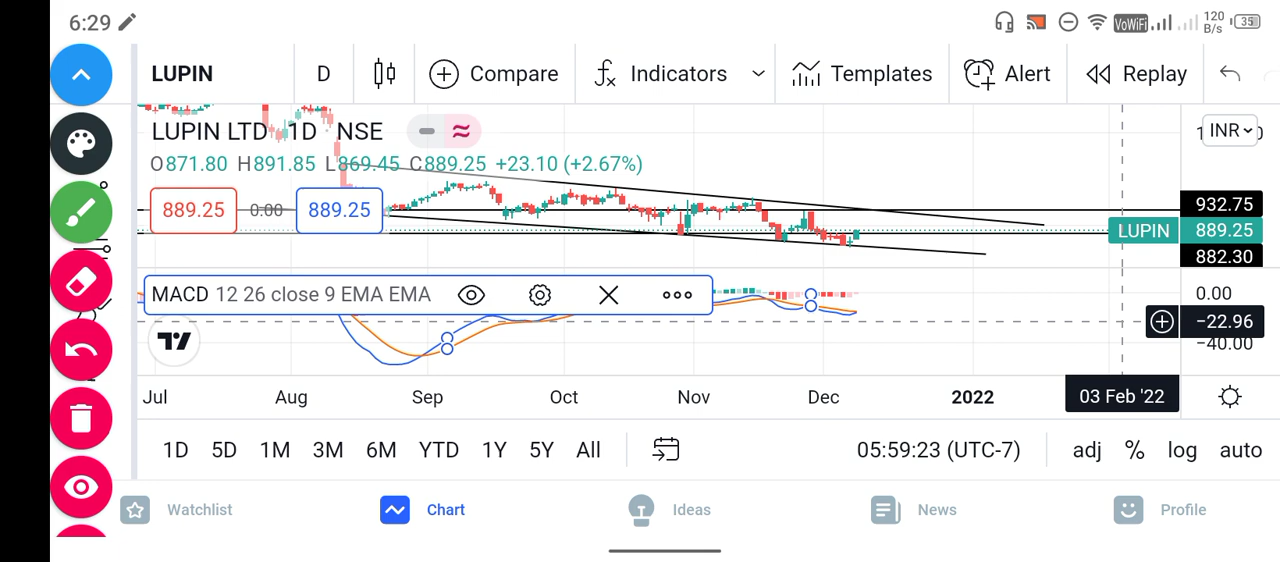 6:29 VoWiFi 120 B/s 35
LUPIN D Compare Indicators Templates Alert Replay
LUPIN LTD · 1D · NSE INR
O871.80 H891.85 L869.45 C889.25 +23.10 (+2.67%)
889.25 0.00 889.25 932.75
LUPIN 889.25
882.30
MACD 12 26 close 9 EMA EMA 0.00
−22.96
−40.00
Jul Aug Sep Oct Nov Dec 2022 03 Feb '22
1D 5D 1M 3M 6M YTD 1Y 5Y All 05:59:23 (UTC-7) adj % log auto
Watchlist Chart Ideas News Profile